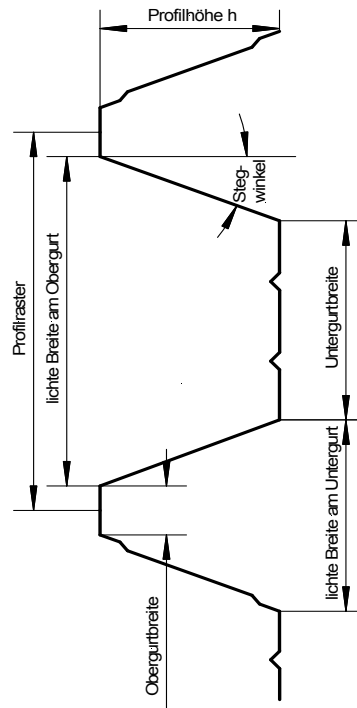 Profilhöhe h
Profilraster
lichte Breite am Obergurt
Steg-
winkel
Untergurtbreite
lichte Breite am Untergurt
Obergurtbreite